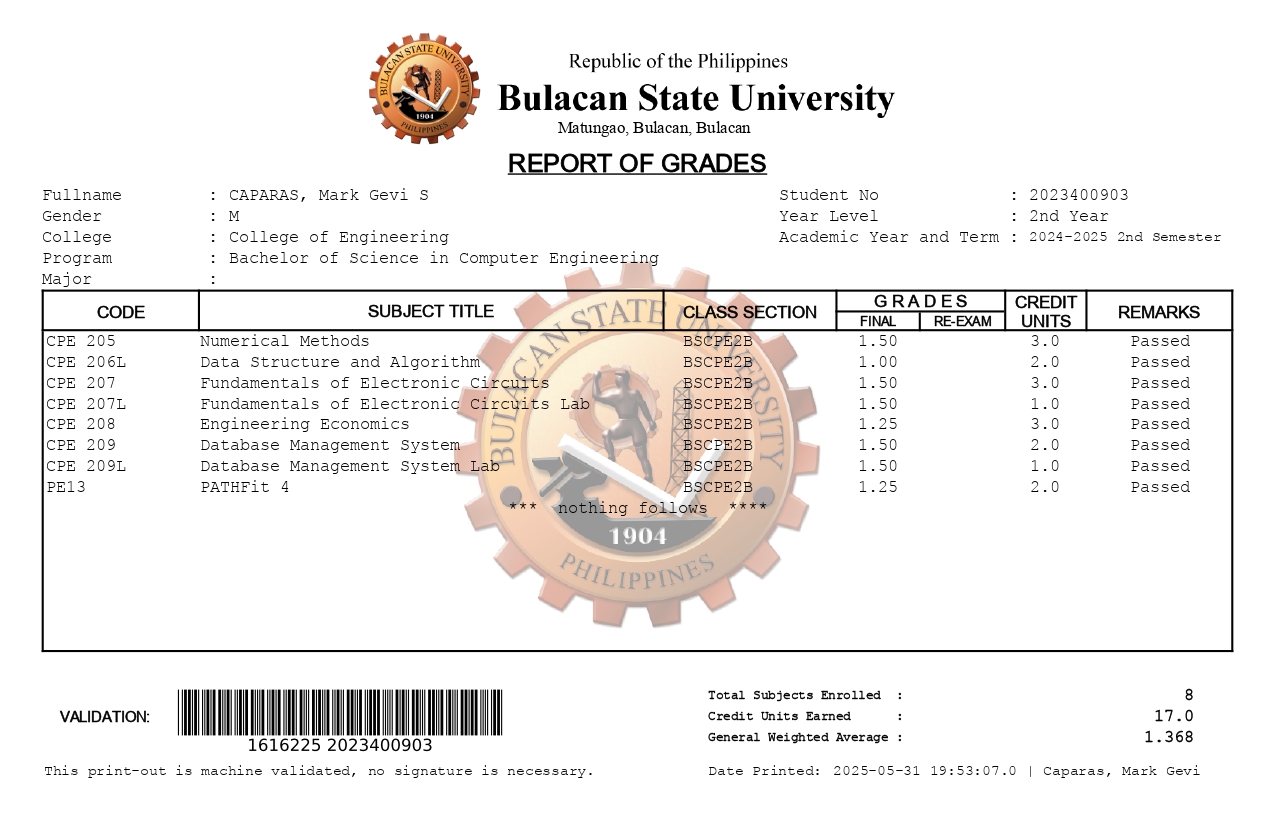 BULACAN STATE UNIVERSITY
1904
PHILIPPINES
Republic of the Philippines
Bulacan State University
Matungao, Bulacan, Bulacan
REPORT OF GRADES
Fullname : CAPARAS, Mark Gevi S Student No : 2023400903
Gender : M Year Level : 2nd Year
College : College of Engineering Academic Year and Term : 2024-2025 2nd Semester
Program : Bachelor of Science in Computer Engineering
Major :
CODE SUBJECT TITLE CLASS SECTION GRADES FINAL RE-EXAM CREDIT UNITS REMARKS
CPE 205 Numerical Methods BSCPE2B 1.50 3.0 Passed
CPE 206L Data Structure and Algorithm BSCPE2B 1.00 2.0 Passed
CPE 207 Fundamentals of Electronic Circuits BSCPE2B 1.50 3.0 Passed
CPE 207L Fundamentals of Electronic Circuits Lab BSCPE2B 1.50 1.0 Passed
CPE 208 Engineering Economics BSCPE2B 1.25 3.0 Passed
CPE 209 Database Management System BSCPE2B 1.50 2.0 Passed
CPE 209L Database Management System Lab BSCPE2B 1.50 1.0 Passed
PE13 PATHFit 4 BSCPE2B 1.25 2.0 Passed
*** nothing follows ****
BULACAN STATE UNIVERSITY
1904
PHILIPPINES
VALIDATION:
1616225 2023400903
Total Subjects Enrolled : 8
Credit Units Earned : 17.0
General Weighted Average : 1.368
This print-out is machine validated, no signature is necessary. Date Printed: 2025-05-31 19:53:07.0 | Caparas, Mark Gevi